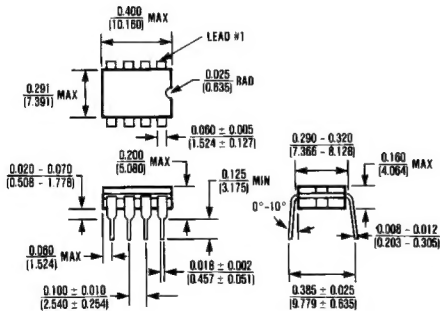 0.400
(10.160) MAX
LEAD #1
0.291
(7.391) MAX
0.025
(0.635) RAD
0.060 ± 0.005
(1.524 ± 0.127)
0.020 - 0.070
(0.508 - 1.778)
0.200
(5.080) MAX
0.125
(3.175) MIN
0.290 - 0.320
(7.366 - 8.128)
0.160
(4.064) MAX
0°-10°
0.060
(1.524) MAX
0.018 ± 0.002
(0.457 ± 0.051)
0.008 - 0.012
(0.203 - 0.305)
0.100 ± 0.010
(2.540 ± 0.254)
0.385 ± 0.025
(9.779 ± 0.635)